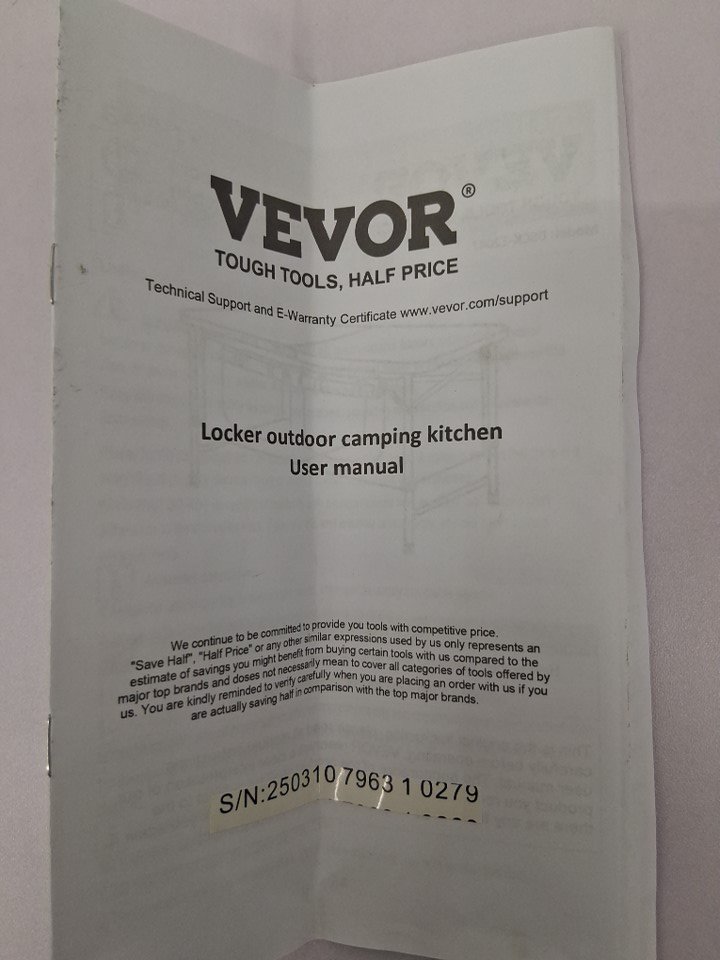 VEVOR®
TOUGH TOOLS, HALF PRICE
Technical Support and E-Warranty Certificate www.vevor.com/support
Locker outdoor camping kitchen
User manual
We continue to be committed to provide you tools with competitive price.
"Save Half", "Half Price" or any other similar expressions used by us only represents an
estimate of savings you might benefit from buying certain tools with us compared to the
major top brands and doses not necessarily mean to cover all categories of tools offered by
us. You are kindly reminded to verify carefully when you are placing an order with us if you
are actually saving half in comparison with the top major brands.
S/N:250310 7963 1 0279